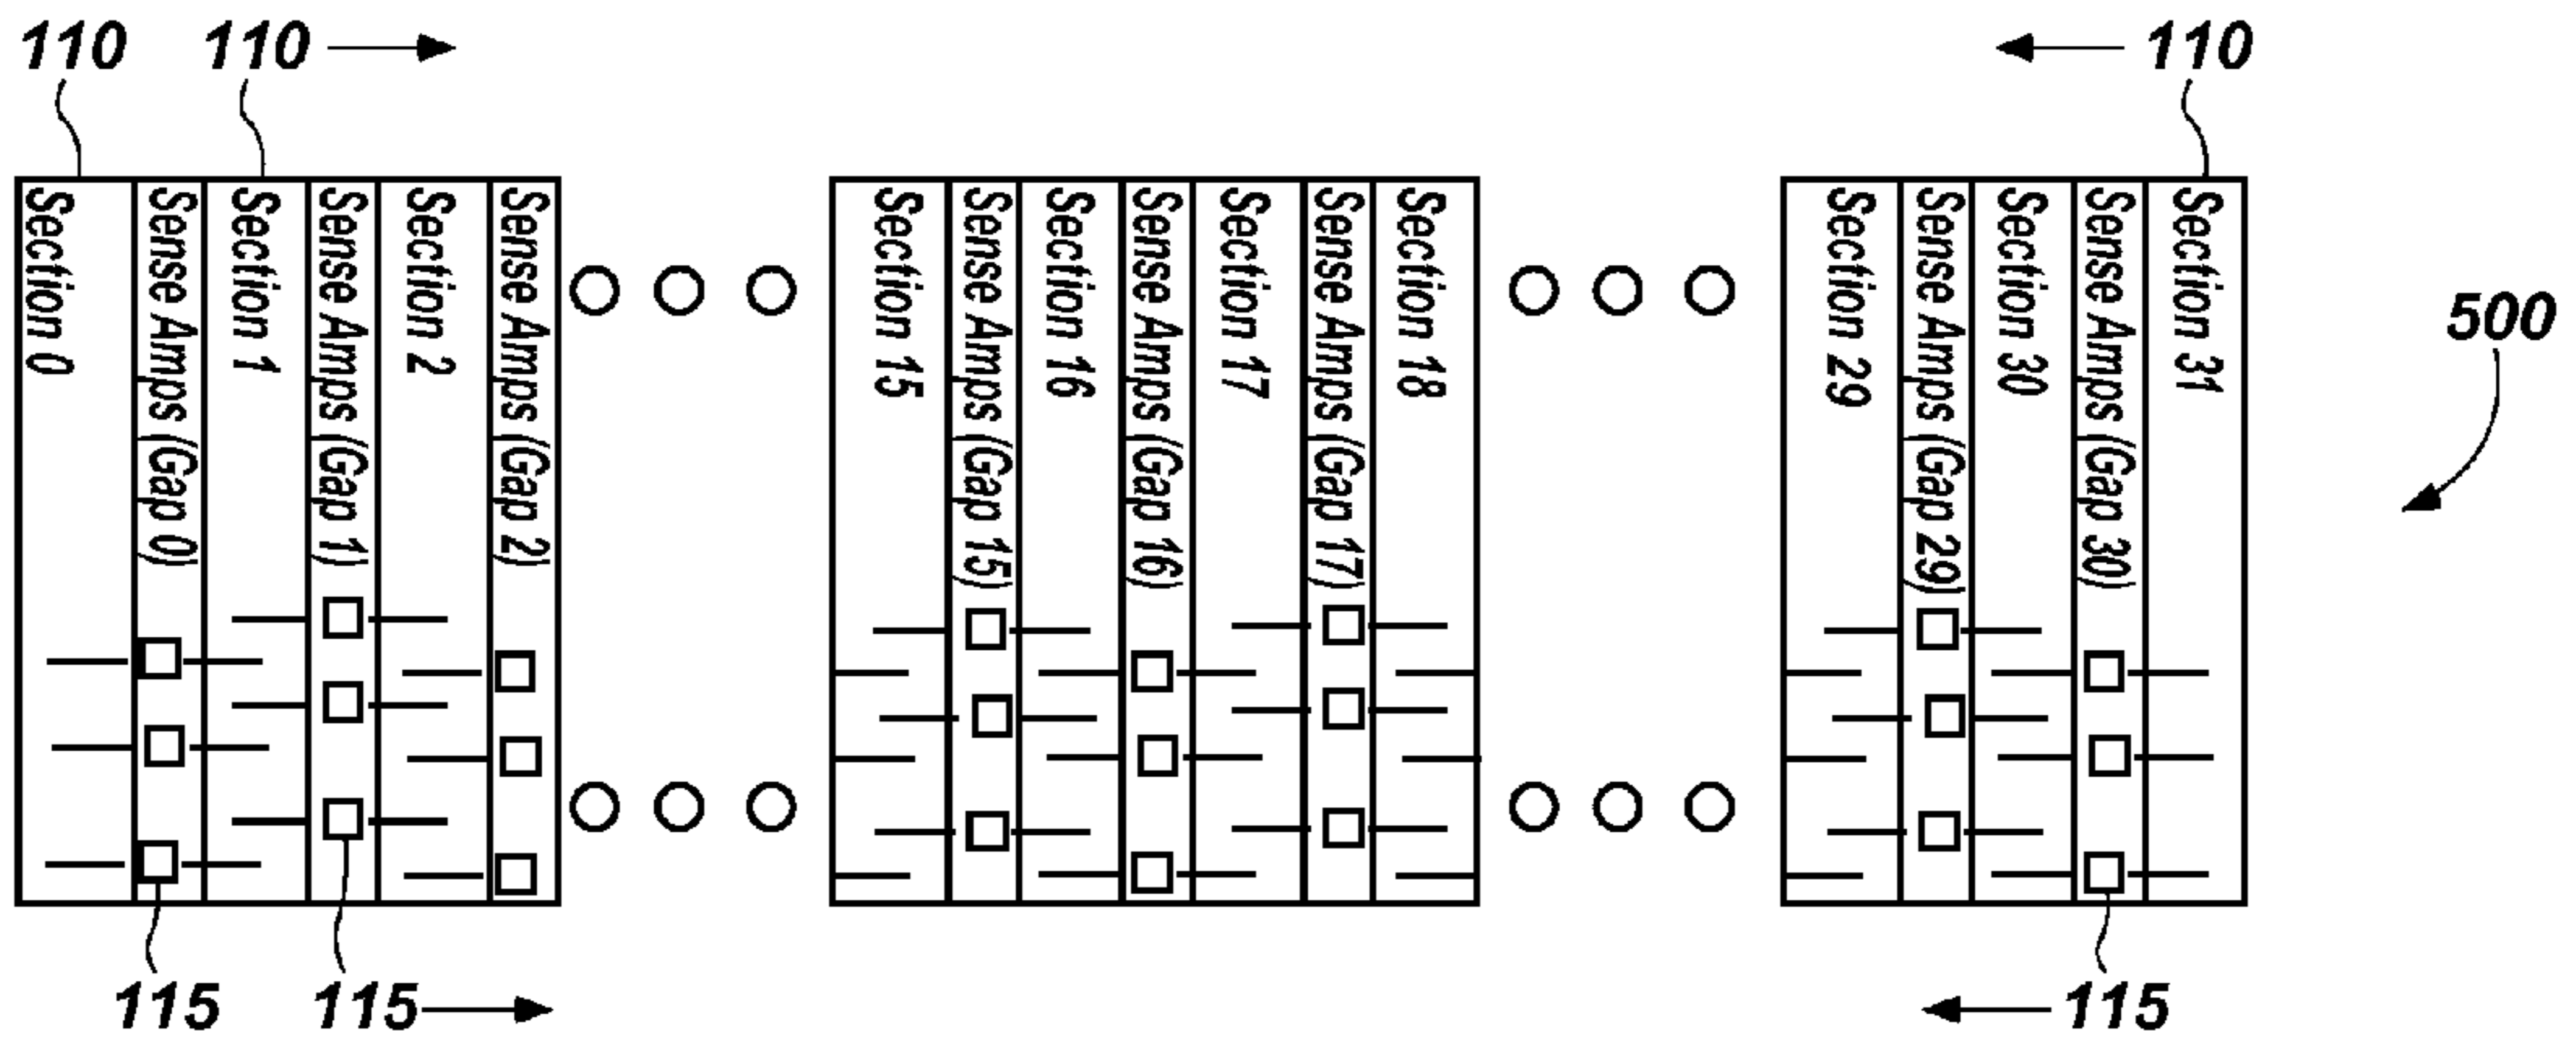 110
110
110
Section 0
Sense Amps (Gap 0)
Section 1
Sense Amps (Gap 1)
Section 2
Sense Amps (Gap 2)
Section 15
Sense Amps (Gap 15)
Section 16
Sense Amps (Gap 16)
Section 17
Sense Amps (Gap 17)
Section 18
Section 29
Sense Amps (Gap 29)
Section 30
Sense Amps (Gap 30)
Section 31
500
115
115
115